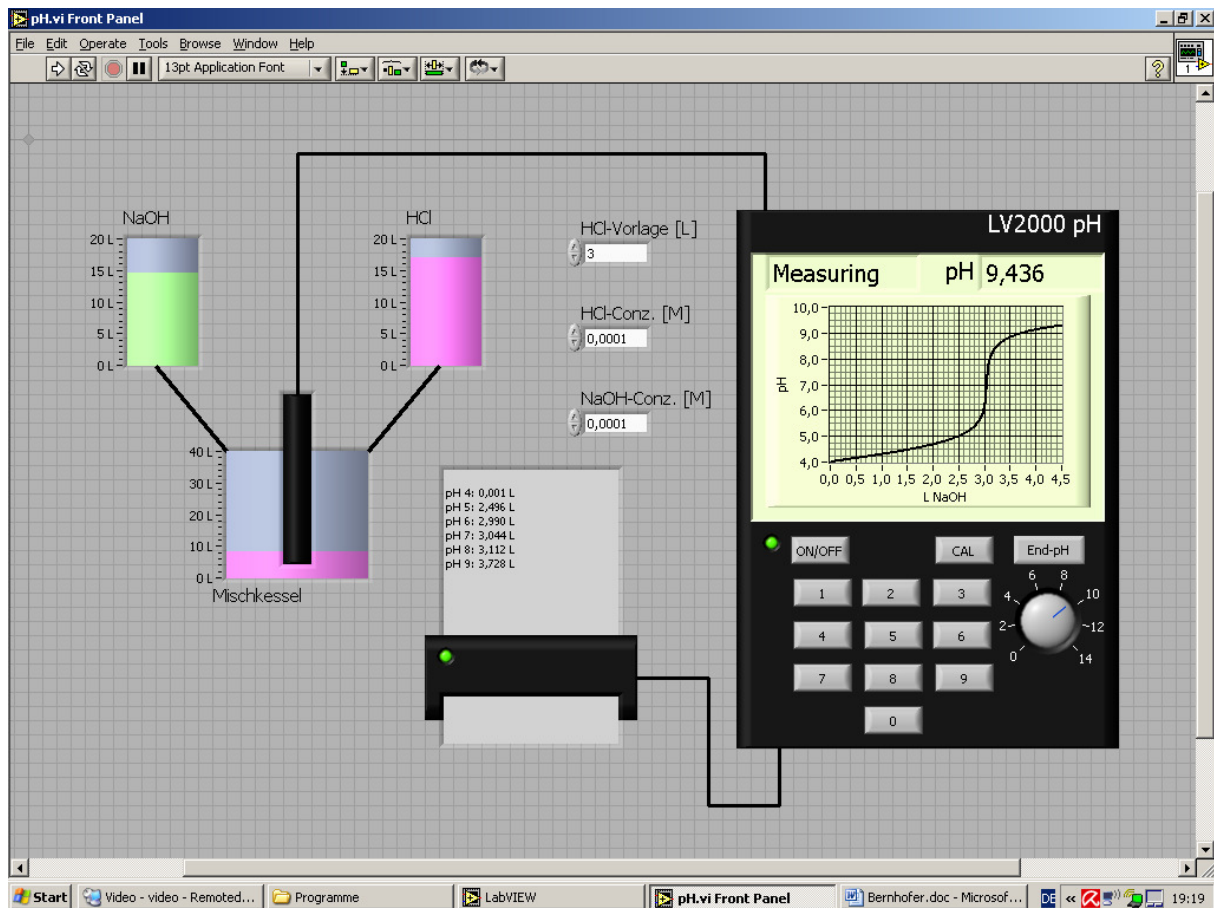 pH.vi Front Panel
File Edit Operate Tools Browse Window Help
13pt Application Font
?
1
NaOH
20 L
15 L
10 L
5 L
0 L
HCl
20 L
15 L
10 L
5 L
0 L
HCl-Vorlage [L]
3
HCl-Conz. [M]
0,0001
NaOH-Conz. [M]
0,0001
40 L
30 L
20 L
10 L
0 L
Mischkessel
pH 4: 0,001 L
pH 5: 2,496 L
pH 6: 2,990 L
pH 7: 3,044 L
pH 8: 3,112 L
pH 9: 3,728 L
LV2000 pH
Measuring pH 9,436
10,0
9,0
8,0
7,0
6,0
5,0
4,0
pH
0,0 0,5 1,0 1,5 2,0 2,5 3,0 3,5 4,0 4,5
L NaOH
ON/OFF CAL End-pH
1 2 3
4 5 6
7 8 9
0
0 2 4 6 8 10 12 14
Start Video - video - Remoted... Programme LabVIEW pH.vi Front Panel Bernhofer.doc - Microsof... DE « 19:19